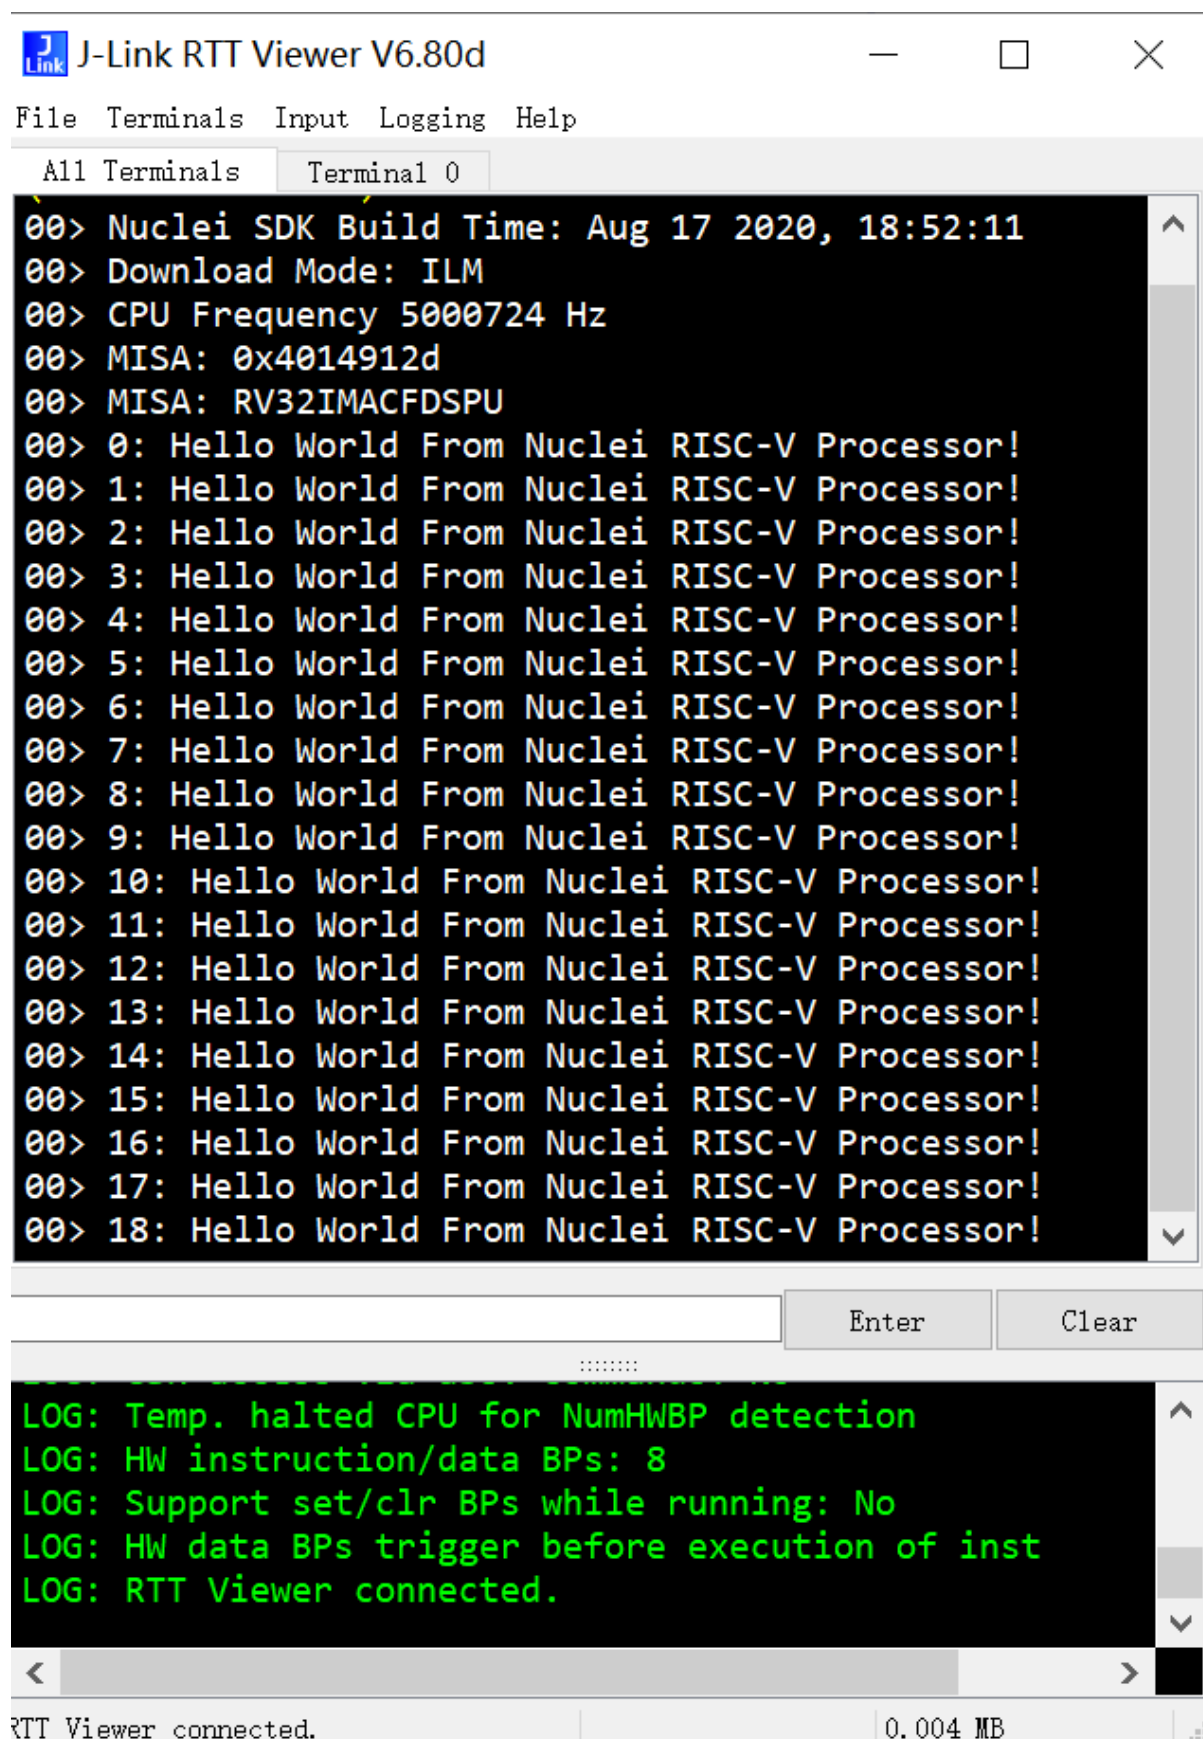 J-Link RTT Viewer V6.80d
File Terminals Input Logging Help
All Terminals Terminal 0
00> Nuclei SDK Build Time: Aug 17 2020, 18:52:11
00> Download Mode: ILM
00> CPU Frequency 5000724 Hz
00> MISA: 0x4014912d
00> MISA: RV32IMACFDSPU
00> 0: Hello World From Nuclei RISC-V Processor!
00> 1: Hello World From Nuclei RISC-V Processor!
00> 2: Hello World From Nuclei RISC-V Processor!
00> 3: Hello World From Nuclei RISC-V Processor!
00> 4: Hello World From Nuclei RISC-V Processor!
00> 5: Hello World From Nuclei RISC-V Processor!
00> 6: Hello World From Nuclei RISC-V Processor!
00> 7: Hello World From Nuclei RISC-V Processor!
00> 8: Hello World From Nuclei RISC-V Processor!
00> 9: Hello World From Nuclei RISC-V Processor!
00> 10: Hello World From Nuclei RISC-V Processor!
00> 11: Hello World From Nuclei RISC-V Processor!
00> 12: Hello World From Nuclei RISC-V Processor!
00> 13: Hello World From Nuclei RISC-V Processor!
00> 14: Hello World From Nuclei RISC-V Processor!
00> 15: Hello World From Nuclei RISC-V Processor!
00> 16: Hello World From Nuclei RISC-V Processor!
00> 17: Hello World From Nuclei RISC-V Processor!
00> 18: Hello World From Nuclei RISC-V Processor!
Enter Clear
LOG: Temp. halted CPU for NumHWBP detection
LOG: HW instruction/data BPs: 8
LOG: Support set/clr BPs while running: No
LOG: HW data BPs trigger before execution of inst
LOG: RTT Viewer connected.
RTT Viewer connected. 0.004 MB